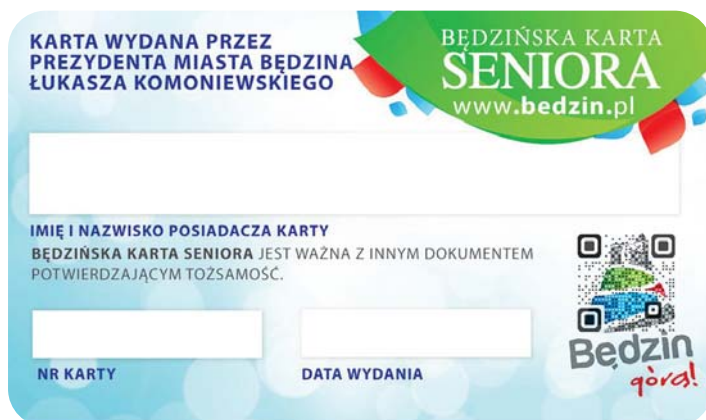 KARTA WYDANA PRZEZ
PREZYDENTA MIASTA BĘDZINA
ŁUKASZA KOMONIEWSKIEGO
BĘDZIŃSKA KARTA
SENIORA
www.bedzin.pl
IMIĘ I NAZWISKO POSIADACZA KARTY
BĘDZIŃSKA KARTA SENIORA JEST WAŻNA Z INNYM DOKUMENTEM
POTWIERDZAJĄCYM TOŻSAMOŚĆ.
NR KARTY
DATA WYDANIA
Będzin
góra!